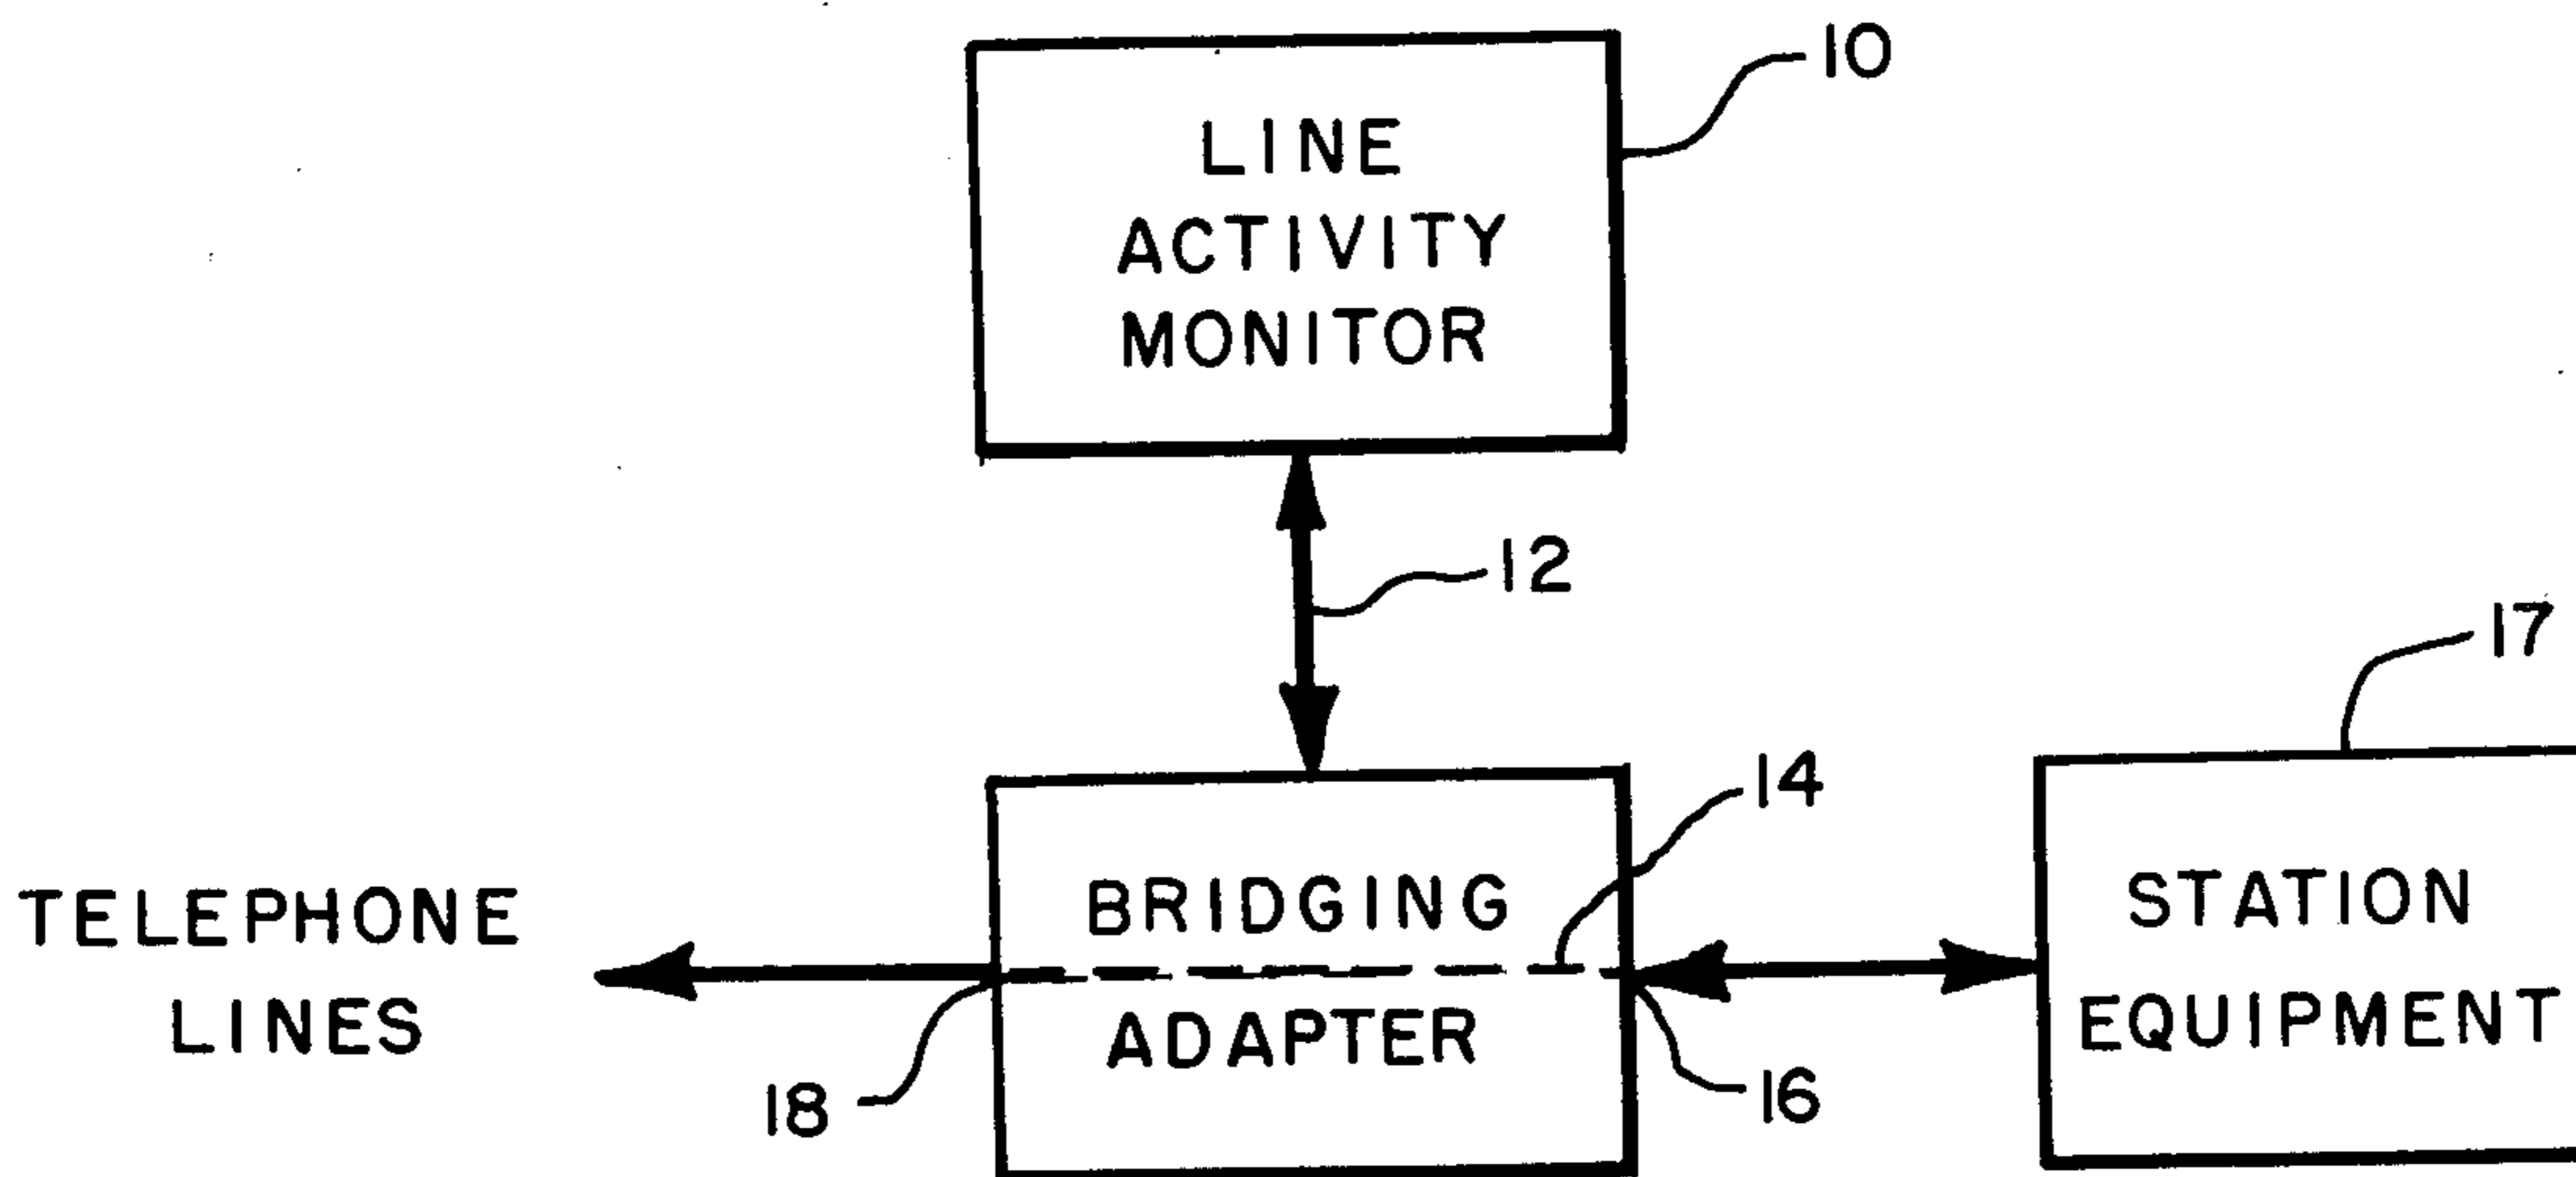 10
LINE
ACTIVITY
MONITOR
12
17
14
TELEPHONE
LINES
BRIDGING
ADAPTER
STATION
EQUIPMENT
18
16